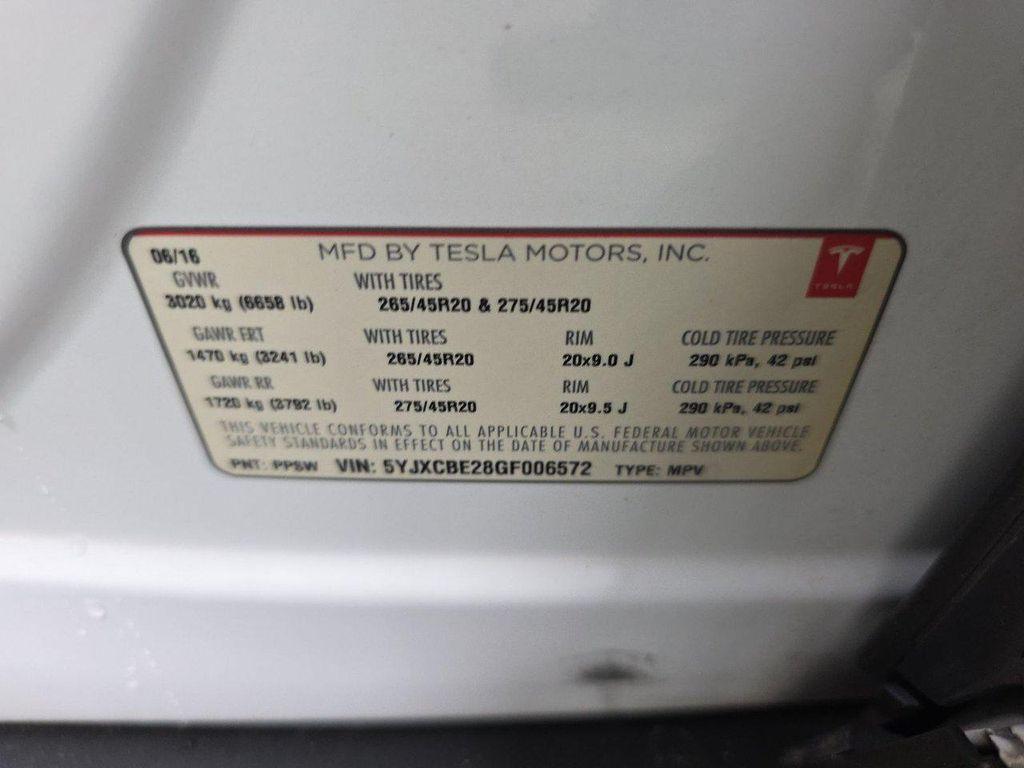 06/16 MFD BY TESLA MOTORS, INC.
GVWR WITH TIRES
3020 kg (6658 lb) 265/45R20 & 275/45R20
TESLA
GAWR FRT WITH TIRES RIM COLD TIRE PRESSURE
1470 kg (3241 lb) 265/45R20 20x9.0 J 290 kPa, 42 psi
GAWR RR WITH TIRES RIM COLD TIRE PRESSURE
1720 kg (3792 lb) 275/45R20 20x9.5 J 290 kPa, 42 psi
THIS VEHICLE CONFORMS TO ALL APPLICABLE U.S. FEDERAL MOTOR VEHICLE
SAFETY STANDARDS IN EFFECT ON THE DATE OF MANUFACTURE SHOWN ABOVE.
PNT: PPSW VIN: 5YJXCBE28GF006572 TYPE: MPV